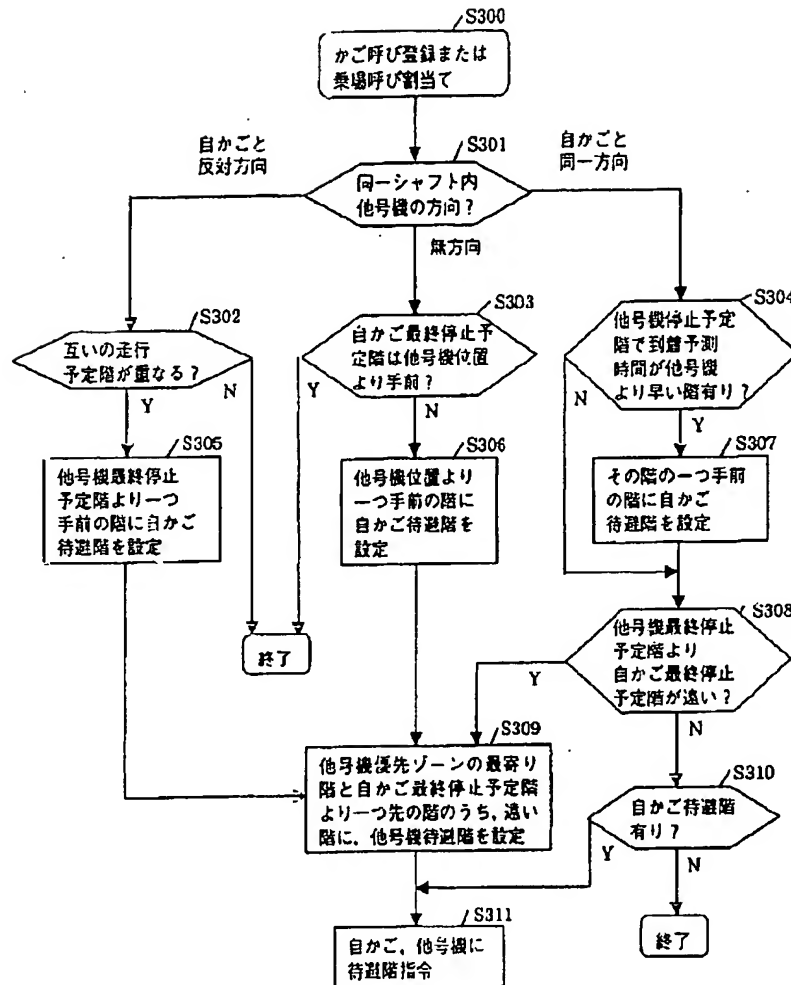 S300
かご呼び登録または
乗場呼び割当て
自かごと
反対方向
S301
自かごと
同一方向
同一シャフト内
他号機の方向？
無方向
S302
互いの走行
予定階が重なる？
Y
N
S303
自かご最終停止予
定階は他号機位置
より手前？
Y
N
S304
他号機停止予定
階で到着予測
時間が他号機
より早い階有り？
N
Y
S305
他号機最終停止
予定階より一つ
手前の階に自かご
待避階を設定
S306
他号機位置より
一つ手前の階に
自かご待避階を
設定
S307
その階の一つ手前
の階に自かご
待避階を設定
終了
S308
他号機最終停止
予定階より
自かご最終停止
予定階が遠い？
Y
N
S309
他号機優先ゾーンの最寄り
階と自かご最終停止予定階
より一つ先の階のうち，遠い
階に，他号機待避階を設定
S310
自かご待避階
有り？
Y
N
S311
自かご，他号機に
待避階指令
終了